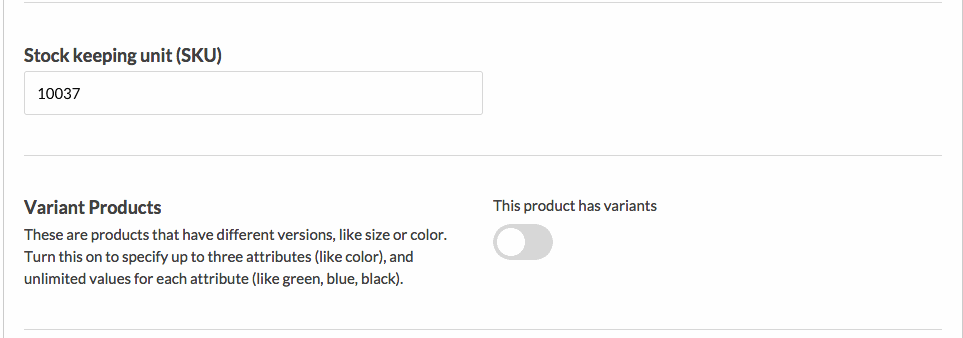 Stock keeping unit (SKU)
10037
Variant Products
This product has variants
These are products that have different versions, like size or color.
Turn this on to specify up to three attributes (like color), and
unlimited values for each attribute (like green, blue, black).